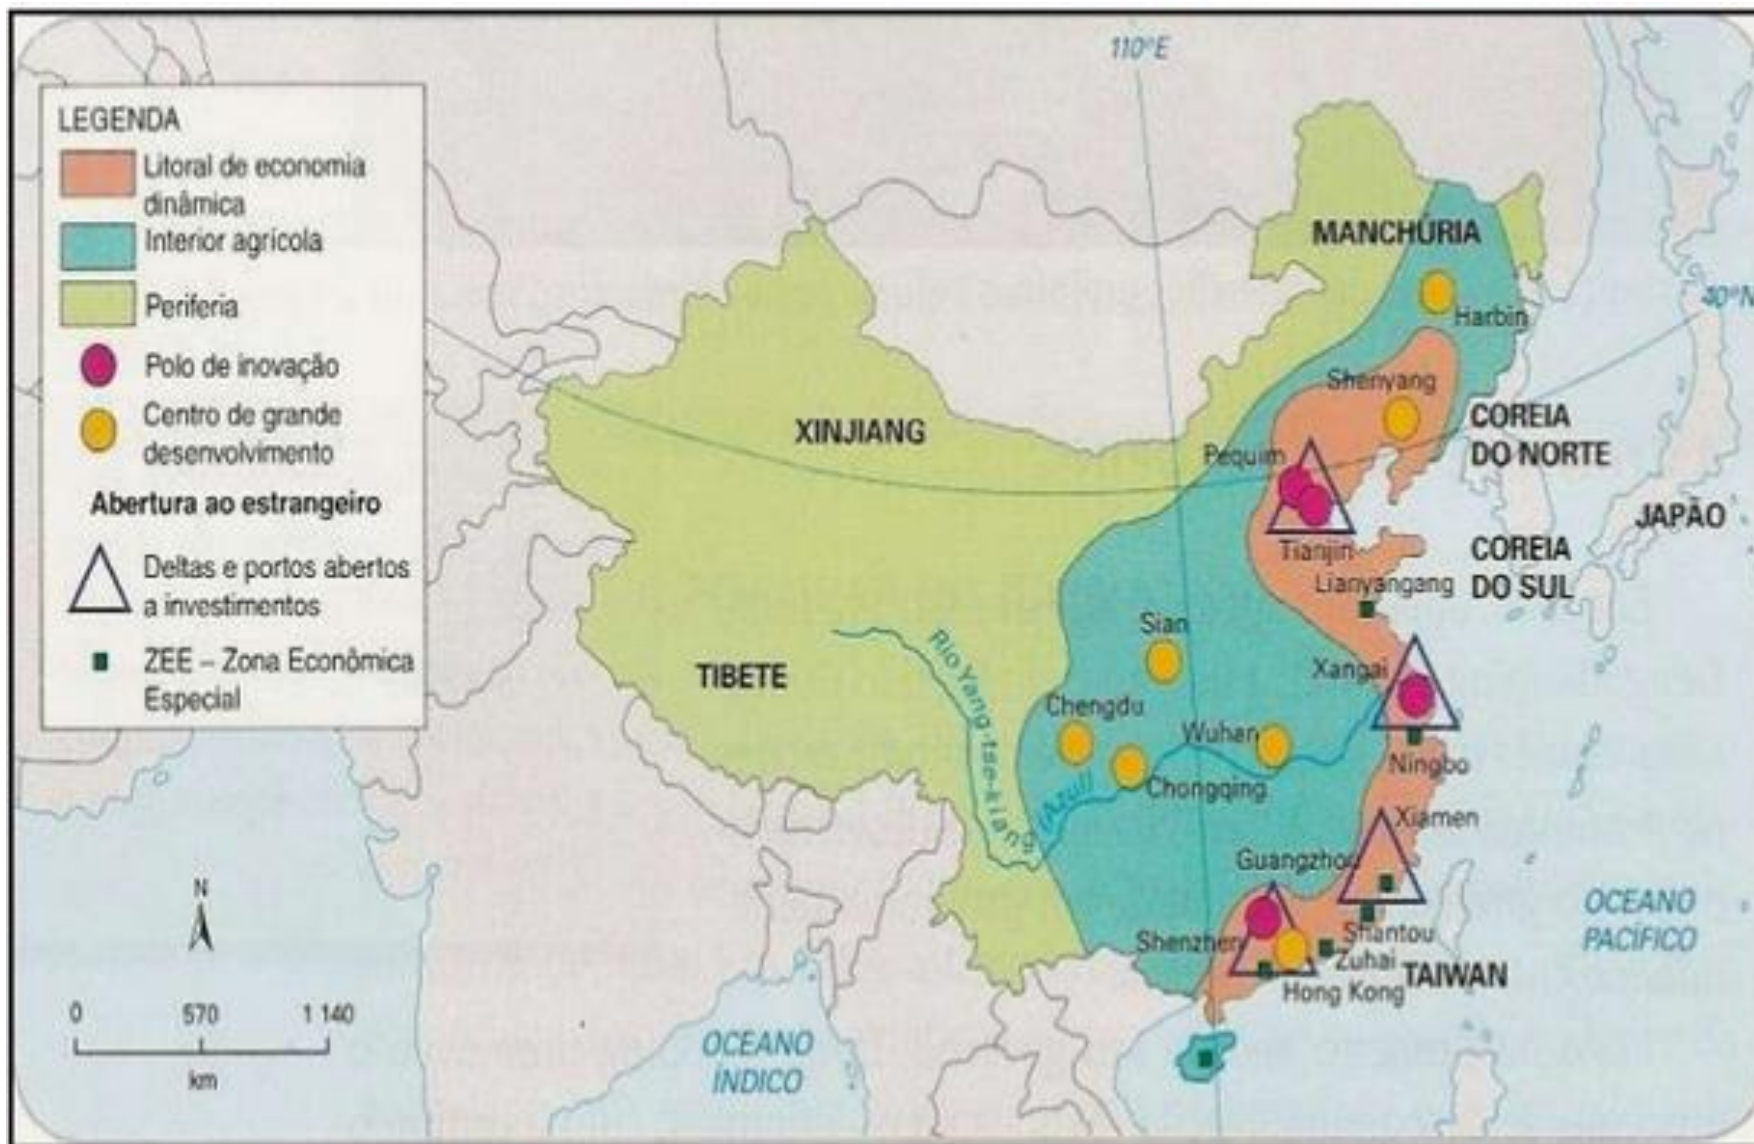 110ºE
LEGENDA
Litoral de economia
dinâmica
Interior agrícola
Periferia
Polo de inovação
Centro de grande
desenvolvimento
Abertura ao estrangeiro
Deltas e portos abertos
a investimentos
ZEE – Zona Econômica
Especial
MANCHÚRIA
40ºN
Harbin
Shenyang
XINJIANG
COREIA
DO NORTE
Pequim
JAPÃO
Tianjin
COREIA
DO SUL
Lianyangang
Sian
TIBETE
Xangai
Rio Yang-tse-kiang (Azul)
Chengdu
Wuhan
Ningbo
Chongqing
Xiamen
Guangzhou
N
OCEANO
PACÍFICO
Shantou
Shenzhen
Zuhai
TAIWAN
Hong Kong
0 570 1 140
km
OCEANO
ÍNDICO